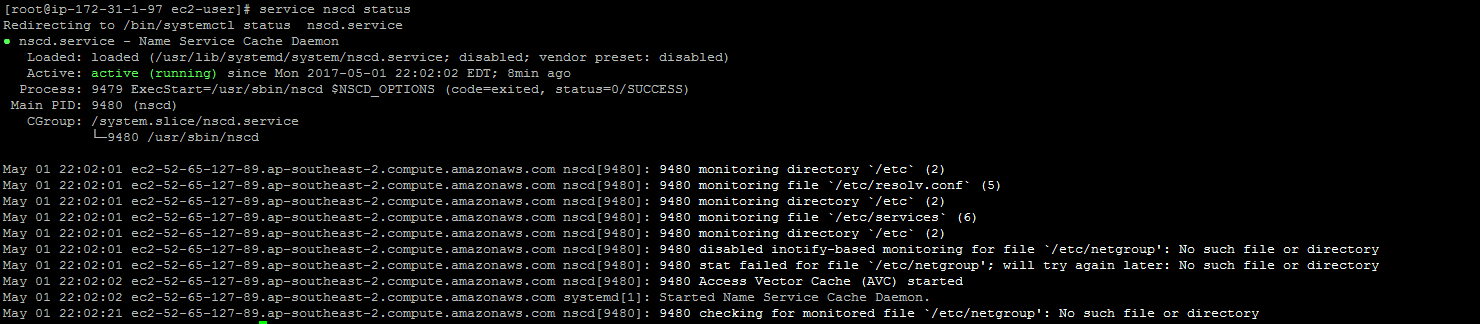 [root@ip-172-31-1-97 ec2-user]# service nscd status
Redirecting to /bin/systemctl status  nscd.service
● nscd.service - Name Service Cache Daemon
   Loaded: loaded (/usr/lib/systemd/system/nscd.service; disabled; vendor preset: disabled)
   Active: active (running) since Mon 2017-05-01 22:02:02 EDT; 8min ago
  Process: 9479 ExecStart=/usr/sbin/nscd $NSCD_OPTIONS (code=exited, status=0/SUCCESS)
 Main PID: 9480 (nscd)
   CGroup: /system.slice/nscd.service
           └─9480 /usr/sbin/nscd
May 01 22:02:01 ec2-52-65-127-89.ap-southeast-2.compute.amazonaws.com nscd[9480]: 9480 monitoring directory `/etc` (2)
May 01 22:02:01 ec2-52-65-127-89.ap-southeast-2.compute.amazonaws.com nscd[9480]: 9480 monitoring file `/etc/resolv.conf` (5)
May 01 22:02:01 ec2-52-65-127-89.ap-southeast-2.compute.amazonaws.com nscd[9480]: 9480 monitoring directory `/etc` (2)
May 01 22:02:01 ec2-52-65-127-89.ap-southeast-2.compute.amazonaws.com nscd[9480]: 9480 monitoring file `/etc/services` (6)
May 01 22:02:01 ec2-52-65-127-89.ap-southeast-2.compute.amazonaws.com nscd[9480]: 9480 monitoring directory `/etc` (2)
May 01 22:02:01 ec2-52-65-127-89.ap-southeast-2.compute.amazonaws.com nscd[9480]: 9480 disabled inotify-based monitoring for file `/etc/netgroup': No such file or directory
May 01 22:02:01 ec2-52-65-127-89.ap-southeast-2.compute.amazonaws.com nscd[9480]: 9480 stat failed for file `/etc/netgroup'; will try again later: No such file or directory
May 01 22:02:02 ec2-52-65-127-89.ap-southeast-2.compute.amazonaws.com nscd[9480]: 9480 Access Vector Cache (AVC) started
May 01 22:02:02 ec2-52-65-127-89.ap-southeast-2.compute.amazonaws.com systemd[1]: Started Name Service Cache Daemon.
May 01 22:02:21 ec2-52-65-127-89.ap-southeast-2.compute.amazonaws.com nscd[9480]: 9480 checking for monitored file `/etc/netgroup': No such file or directory